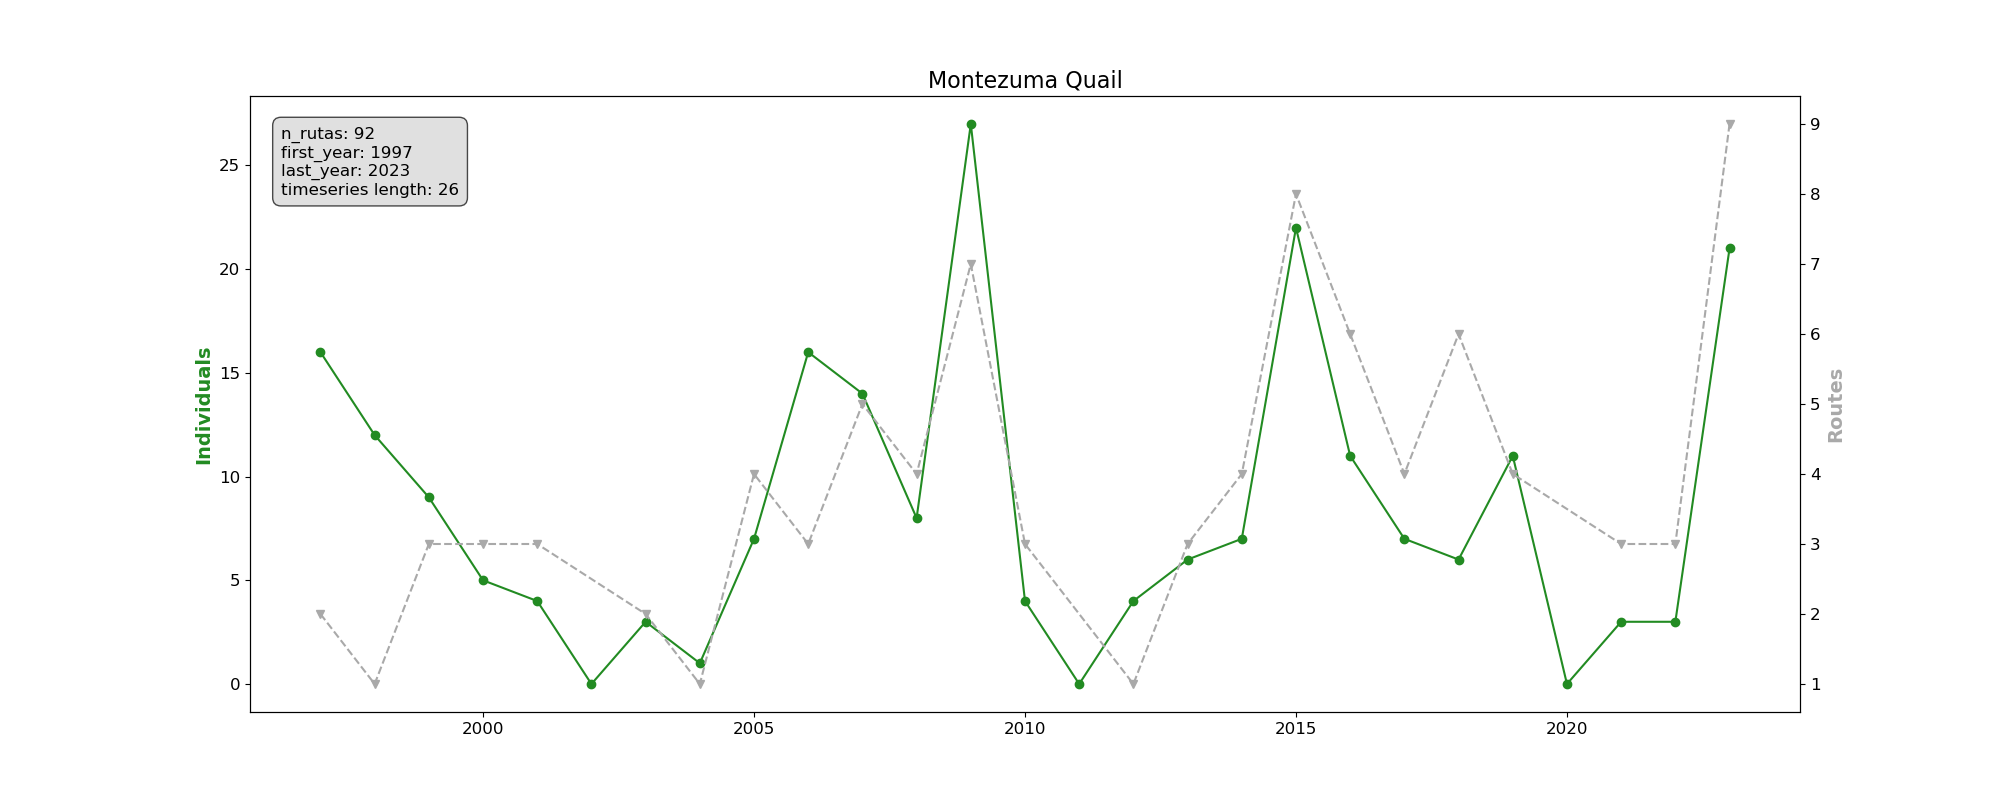 Montezuma Quail
n_rutas: 92
first_year: 1997
last_year: 2023
timeseries length: 26
25
20
15
10
5
0
Individuals
9
8
7
6
5
4
3
2
1
Routes
2000
2005
2010
2015
2020